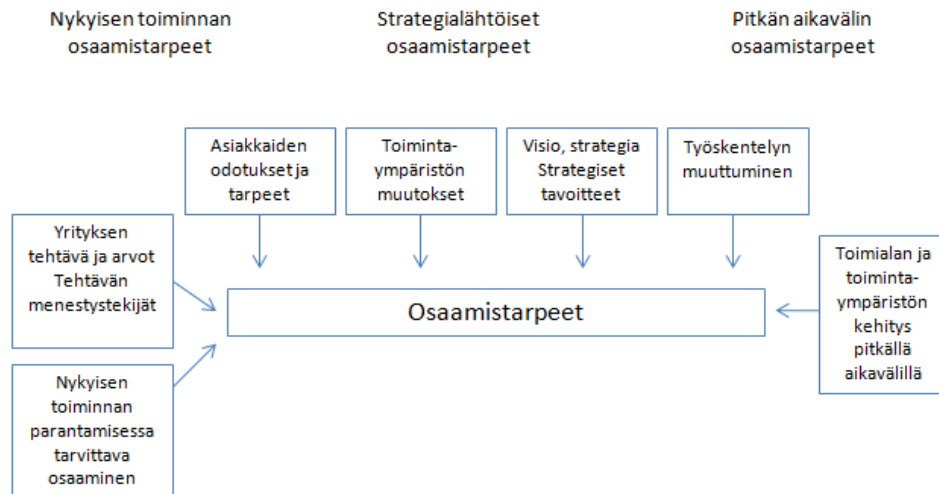 Nykyisen toiminnan
osaamistarpeet
Strategialähtöiset
osaamistarpeet
Pitkän aikavälin
osaamistarpeet
Asiakkaiden
odotukset ja
tarpeet
Toiminta-
ympäristön
muutokset
Visio, strategia
Strategiset
tavoitteet
Työskentelyn
muuttuminen
Yrityksen
tehtävä ja arvot
Tehtävän
menestystekijät
Osaamistarpeet
Toimialan ja
toiminta-
ympäristön
kehitys
pitkällä
aikavälillä
Nykyisen
toiminnan
parantamisessa
tarvittava
osaaminen